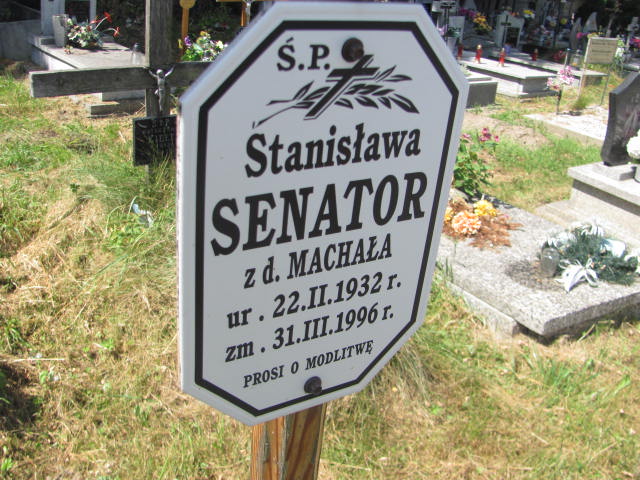 Ś.P.
Stanisława
SENATOR
z d. MACHAŁA
ur. 22.II.1932 r.
zm. 31.III.1996 r.
PROSI O MODLITWĘ